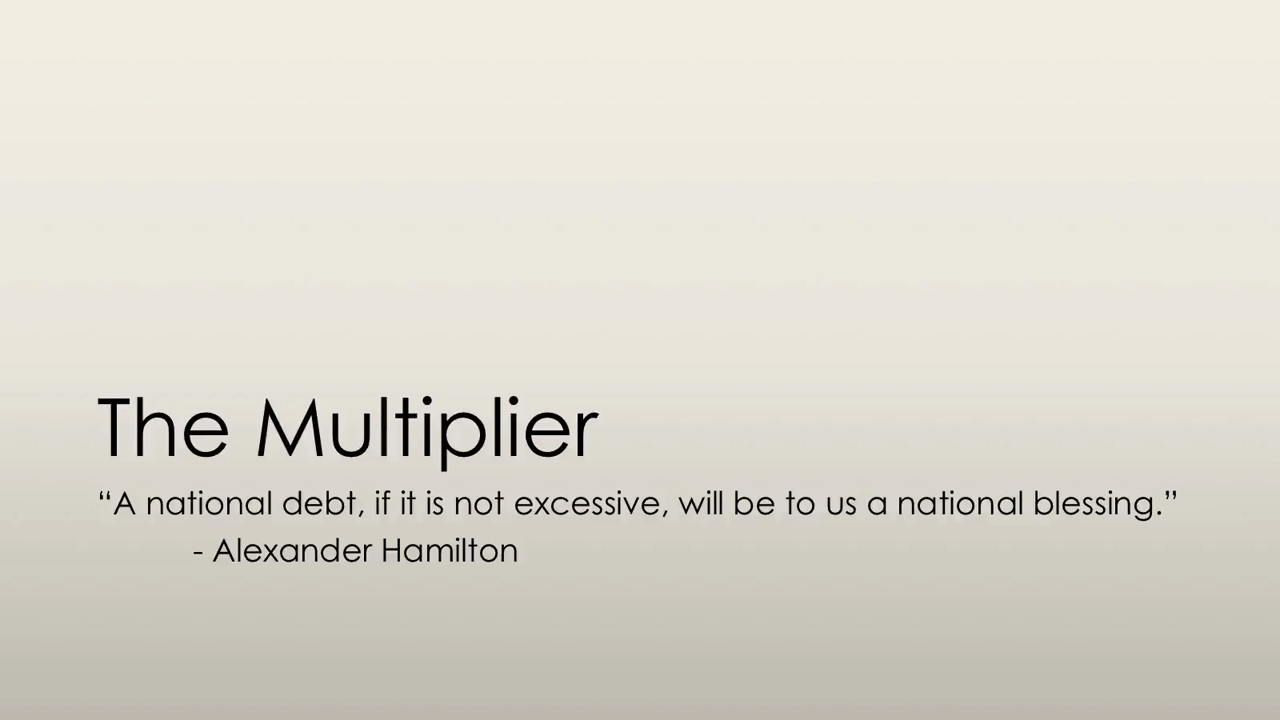 The Multiplier
“A national debt, if it is not excessive, will be to us a national blessing.”
- Alexander Hamilton